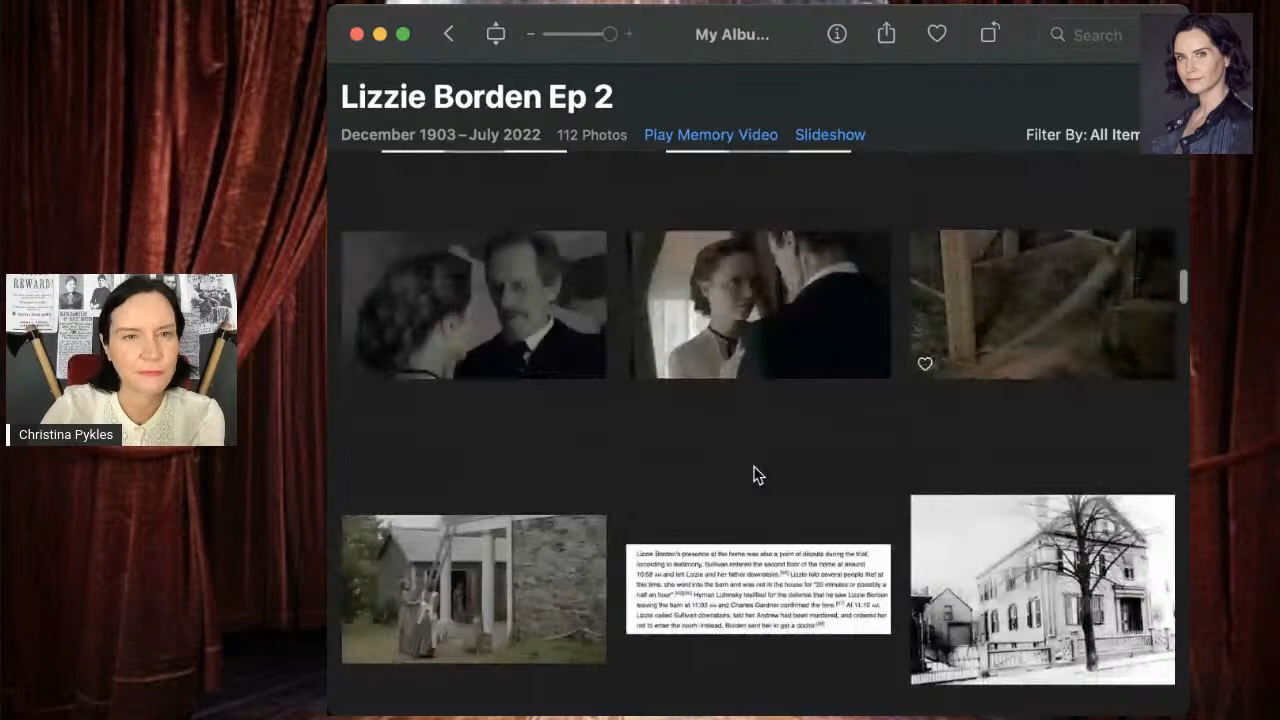 My Albu...
Search
Lizzie Borden Ep 2
December 1903–July 2022 112 Photos Play Memory Video Slideshow Filter By: All Item
REWARD!
Christina Pykles
Lizzie Borden's presence at the home was also a point of dispute during the trial.
According to testimony, Sullivan entered the second floor of the home at around
10:58 AM and left Lizzie and her father downstairs. Lizzie told several people that at
this time, she went into the barn and was not in the house for "20 minutes or possibly a
half an hour". Hyman Lubinsky testified for the defense that he saw Lizzie Borden
leaving the barn at 11:03 AM and Charles Gardner confirmed the time. At 11:10 AM,
Lizzie called Sullivan downstairs, told her Andrew had been murdered, and ordered her
not to enter the room; instead, Borden sent her to get a doctor.